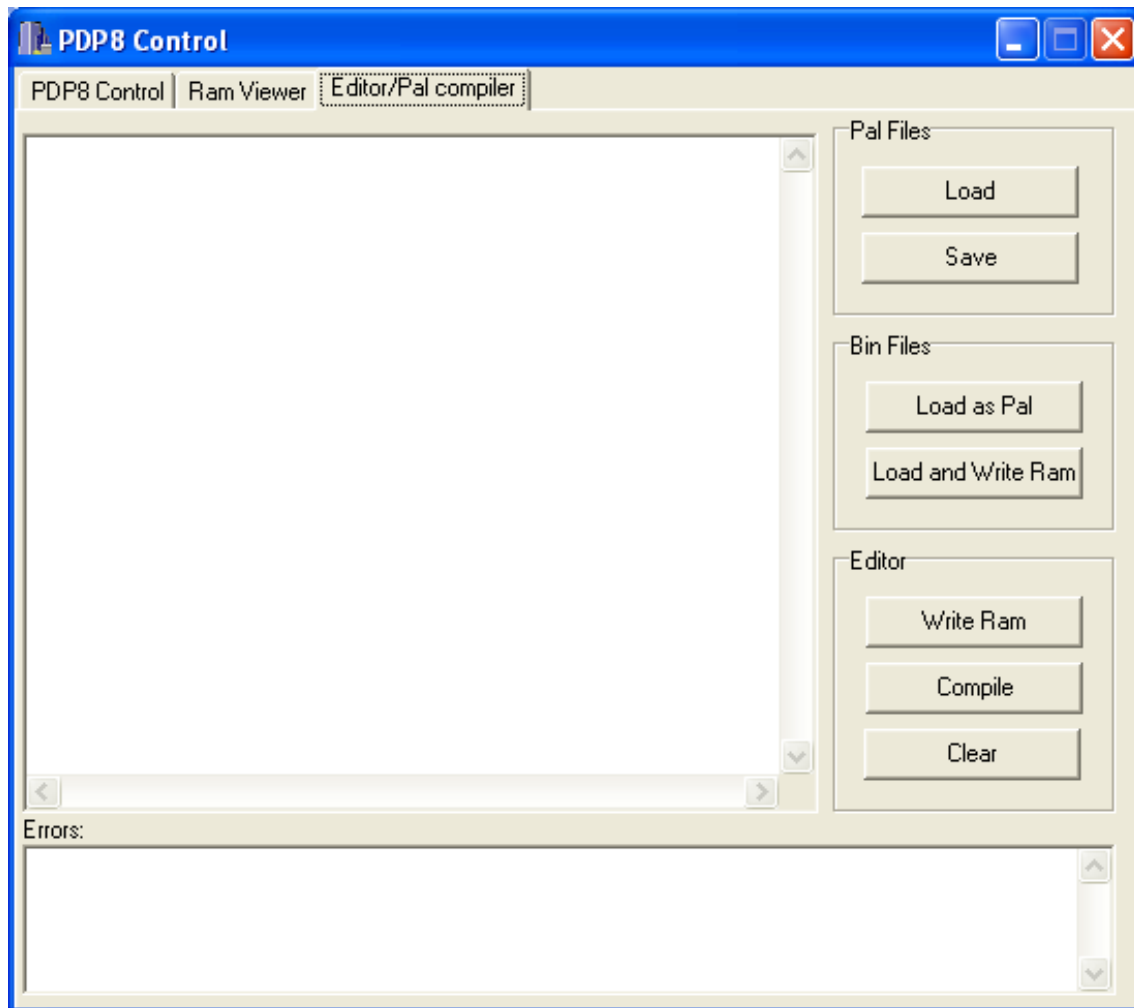 PDP8 Control
PDP8 Control Ram Viewer Editor/Pal compiler
Pal Files
Load
Save
Bin Files
Load as Pal
Load and Write Ram
Editor
Write Ram
Compile
Clear
Errors: